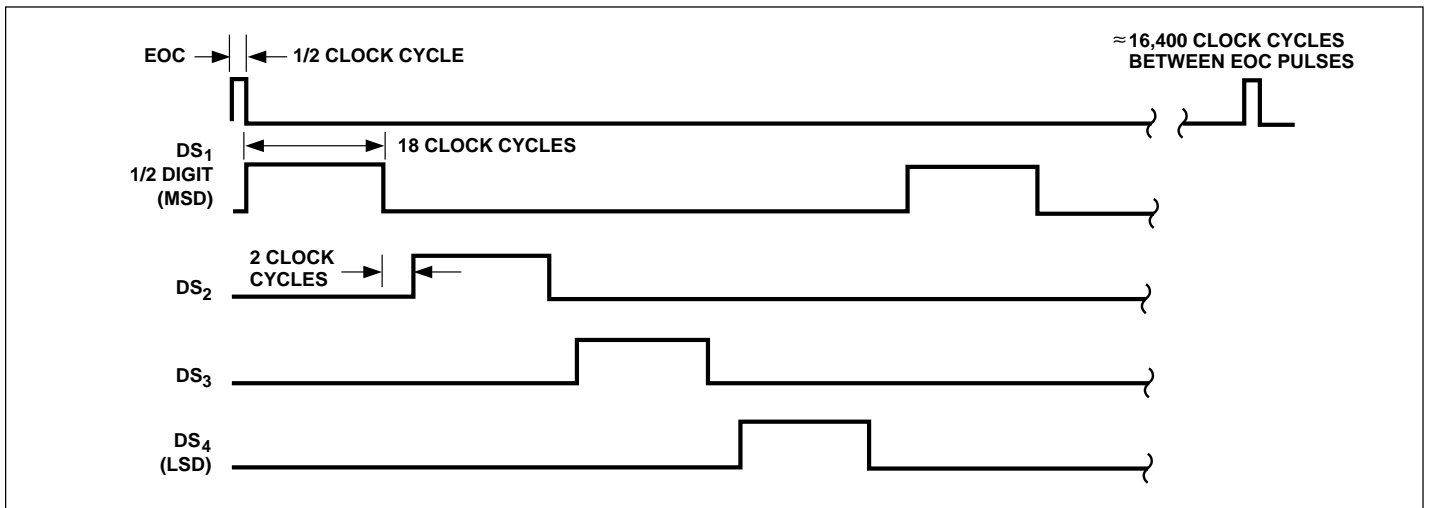 EOC
1/2 CLOCK CYCLE
≈16,400 CLOCK CYCLES
BETWEEN EOC PULSES
DS1
1/2 DIGIT
(MSD)
18 CLOCK CYCLES
2 CLOCK
CYCLES
DS2
DS3
DS4
(LSD)